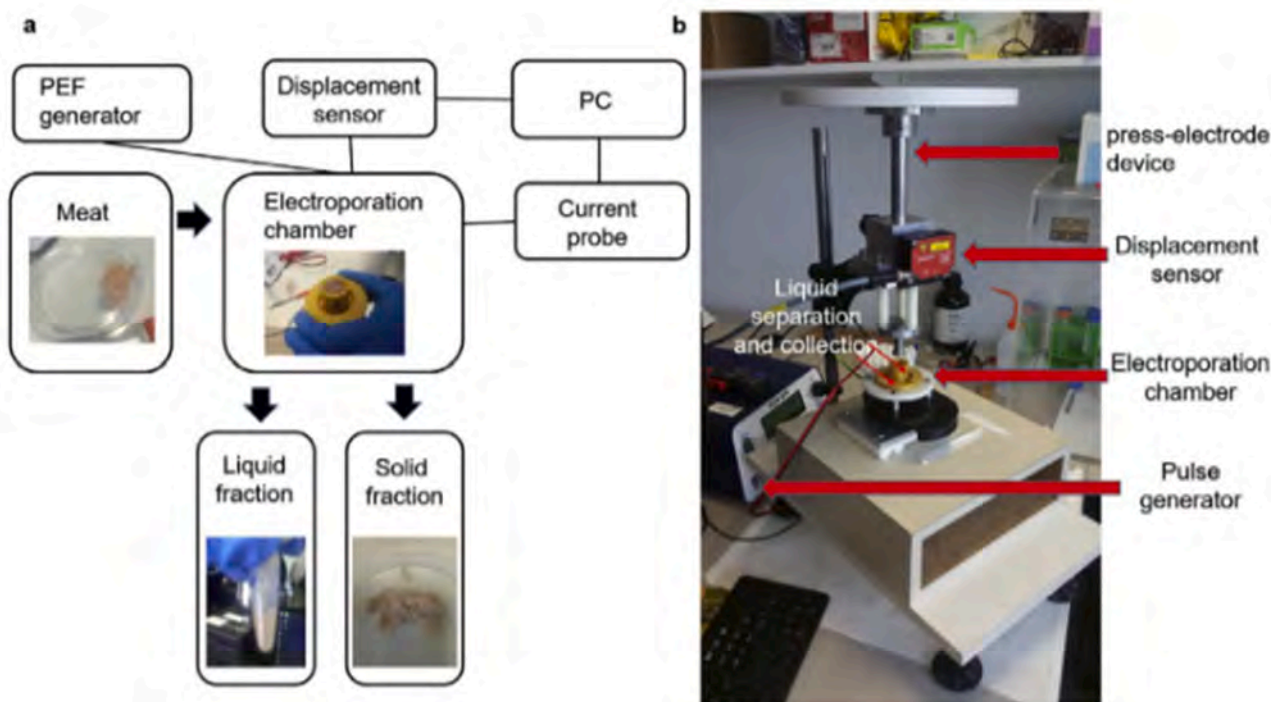 a
PEF
generator
Displacement
sensor
PC
Meat
Electroporation
chamber
Current
probe
Liquid
fraction
Solid
fraction
b
press-electrode
device
Displacement
sensor
Liquid
separation
and collection
Electroporation
chamber
Pulse
generator